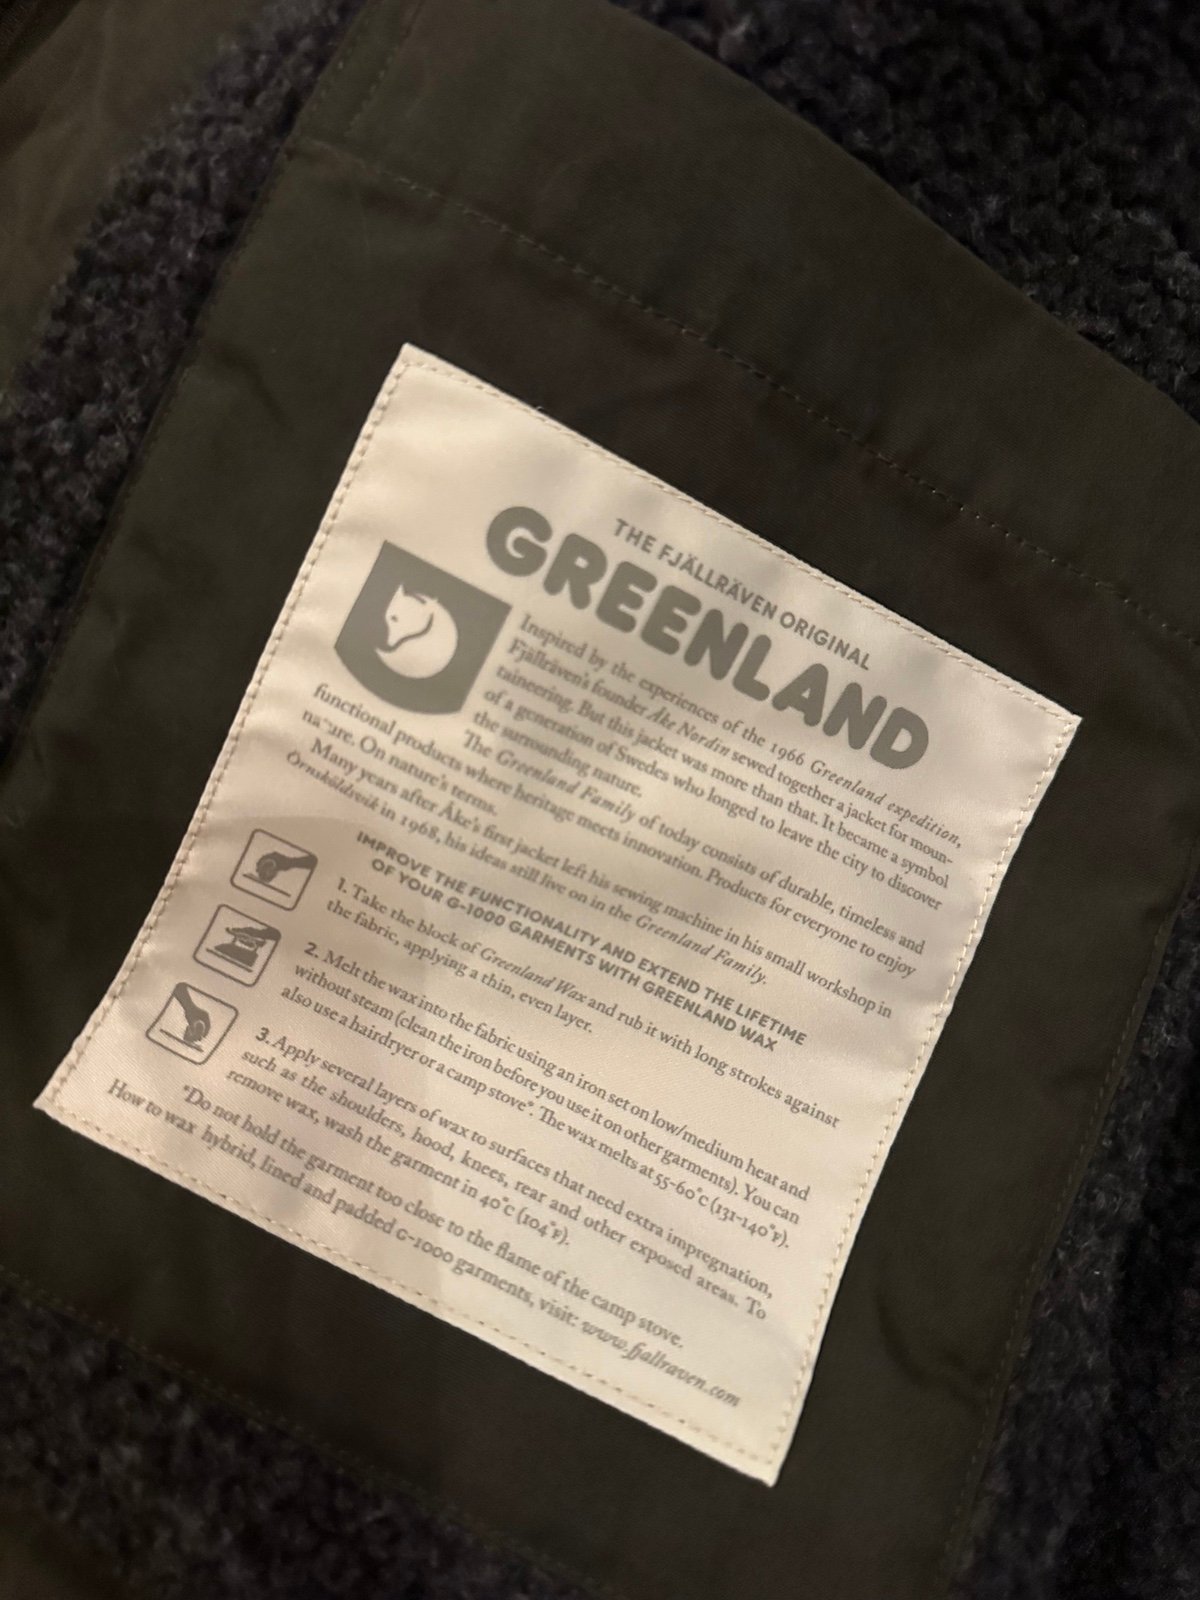 THE FJÄLLRÄVEN ORIGINAL
GREENLAND
Inspired by the experiences of the 1966 Greenland expedition,
Fjällräven's founder Åke Nordin sewed together a jacket for moun-
taineering. But this jacket was more than that. It became a symbol
of a generation of Swedes who longed to leave the city to discover
the surrounding nature.
The Greenland Family of today consists of durable, timeless and
functional products where heritage meets innovation. Products for everyone to enjoy
nature. On nature's terms.
Many years after Åke's first jacket left his sewing machine in his small workshop in
Örnsköldsvik in 1968, his ideas still live on in the Greenland Family.
IMPROVE THE FUNCTIONALITY AND EXTEND THE LIFETIME
OF YOUR G-1000 GARMENTS WITH GREENLAND WAX
1. Take the block of Greenland Wax and rub it with long strokes against
the fabric, applying a thin, even layer.
2. Melt the wax into the fabric using an iron set on low/medium heat and
without steam (clean the iron before you use it on other garments). You can
also use a hairdryer or a camp stove*. The wax melts at 55-60°C (131-140°F).
3. Apply several layers of wax to surfaces that need extra impregnation,
such as the shoulders, hood, knees, rear and other exposed areas. To
remove wax, wash the garment in 40°C (104°F).
*Do not hold the garment too close to the flame of the camp stove.
How to wax hybrid, lined and padded G-1000 garments, visit: www.fjallraven.com